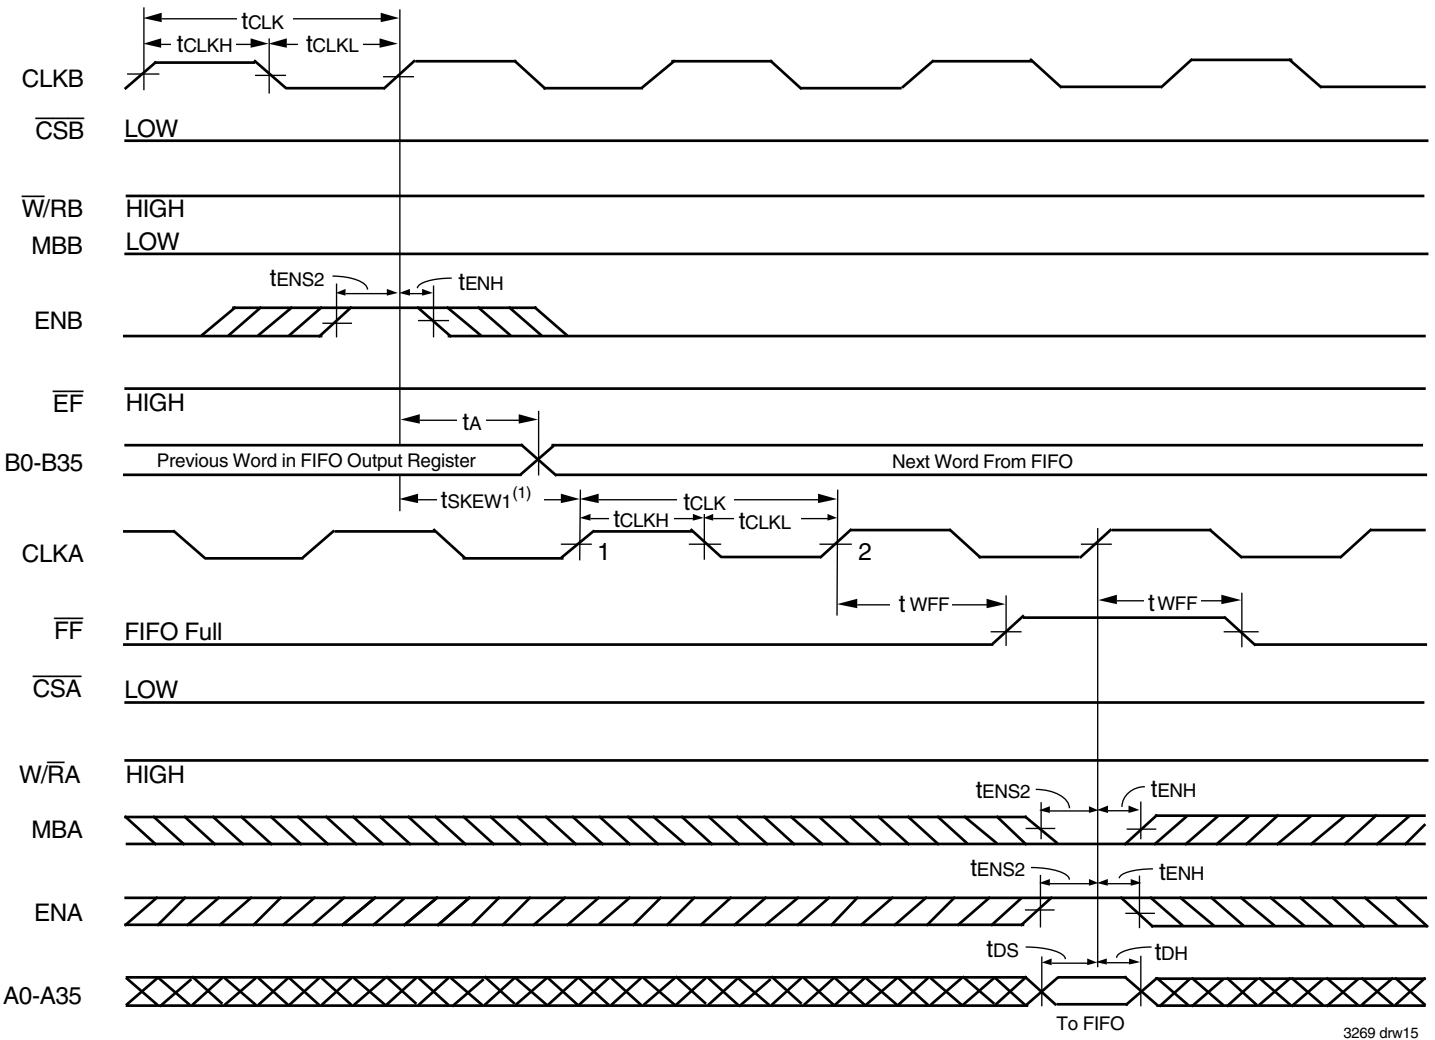 tCLK
tCLKH tCLKL
CLKB
CSB LOW
W/RB HIGH
MBB LOW
tENS2 tENH
ENB
EF HIGH
tA
B0-B35 Previous Word in FIFO Output Register Next Word From FIFO
tSKEW1(1) tCLK
tCLKH tCLKL
CLKA 1 2
tWFF tWFF
FF FIFO Full
CSA LOW
W/RA HIGH
tENS2 tENH
MBA
tENS2 tENH
ENA
tDS tDH
A0-A35
To FIFO
3269 drw15